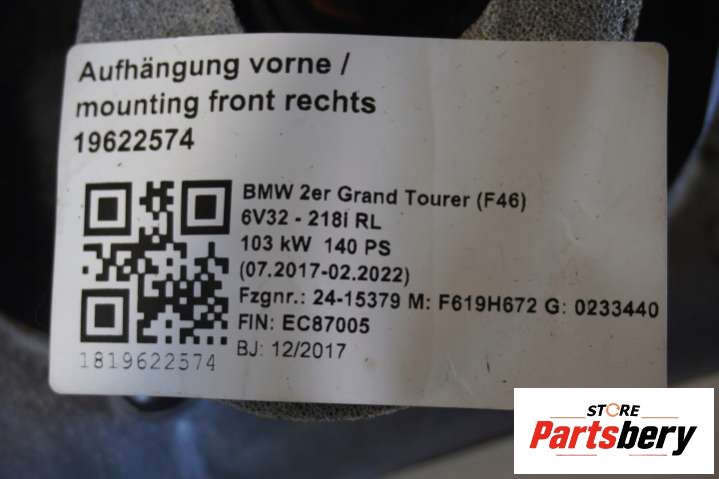 Aufhängung vorne /
mounting front rechts
19622574
BMW 2er Grand Tourer (F46)
6V32 - 218i RL
103 kW 140 PS
(07.2017-02.2022)
Fzgnr.: 24-15379 M: F619H672 G: 0233440
FIN: EC87005
BJ: 12/2017
1819622574
STORE
Partsbery